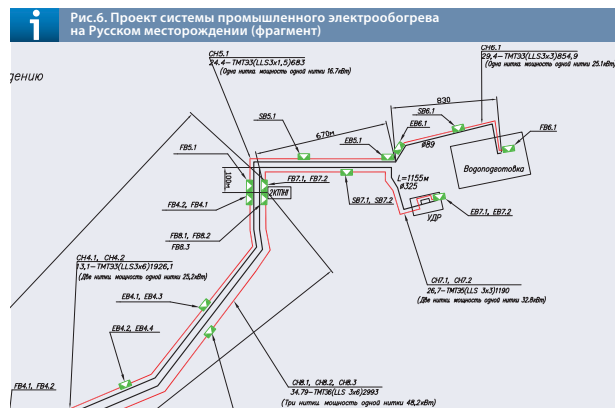 i
Рис.6. Проект системы промышленного электрообогрева
на Русском месторождении (фрагмент)
дению
СН5.1
24.4-ТМТЭ3(LLS3x1,5)683
(Одна нитка мощность одной нитки 16.7кВт)
СН6.1
29,4-ТМТЭ3(LLS3x3)854,9
(Одна нитка мощность одной нитки 25.1кВт)
830
SB6.1
EB6.1
SB5.1
670м
EB5.1
ø89
FB6.1
Водоподготовка
FB5.1
100м
FB7.1, FB7.2
2КТПНГ
L=1155м
ø325
FB4.2, FB4.1
SB7.1, SB7.2
УДР
EB7.1, EB7.2
FB8.1, FB8.2
FB8.3
СН4.1, СН4.2
13,1-ТМТЭ3(LLS3x6)1926,1
(Две нитки мощность одной нитки 25,2кВт)
СН7.1, СН7.2
26,7-ТМТЭ5(LLS 3x3)1190
(Две нитки. мощность одной нитки 32.8кВт)
EB4.1, EB4.3
EB4.2, EB4.4
СН8.1, СН8.2, СН8.3
34.79-ТМТЭ6(LLS 3x6)2993
(Три нитки. мощность одной нитки 48,2кВт)
FB4.1, FB4.2